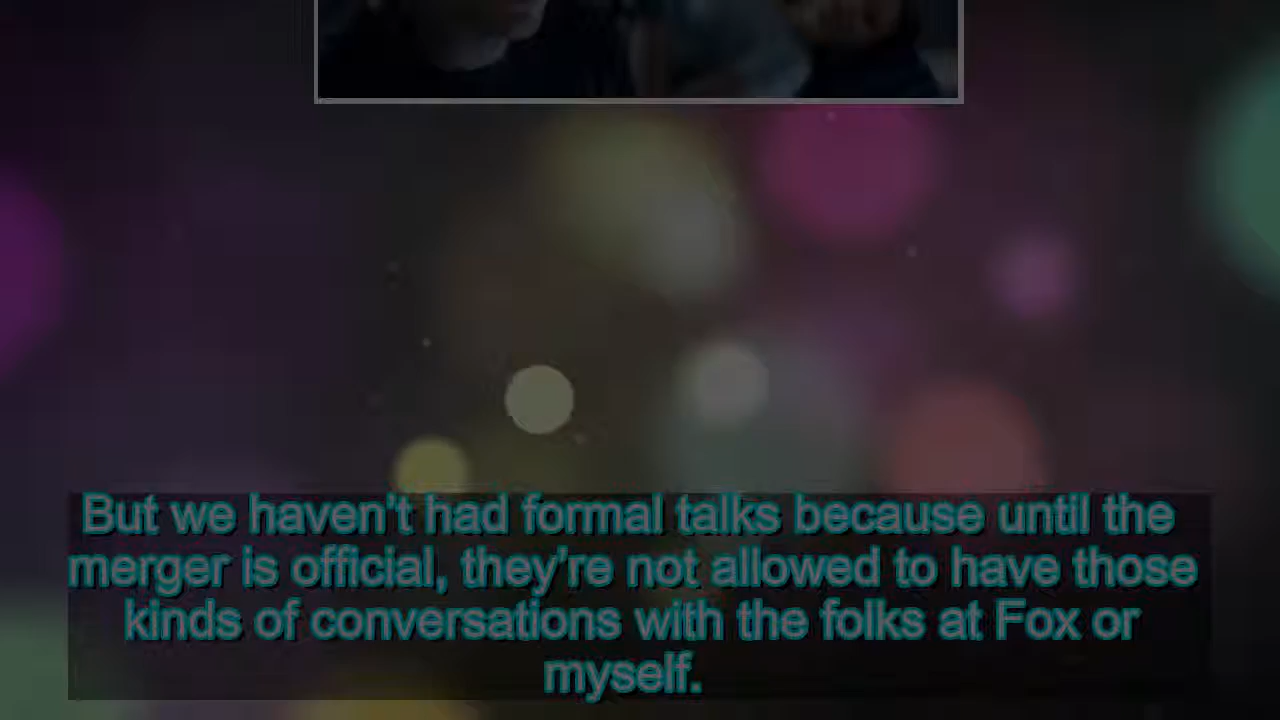 But we haven't had formal talks because until the
merger is official, they're not allowed to have those
kinds of conversations with the folks at Fox or
myself.